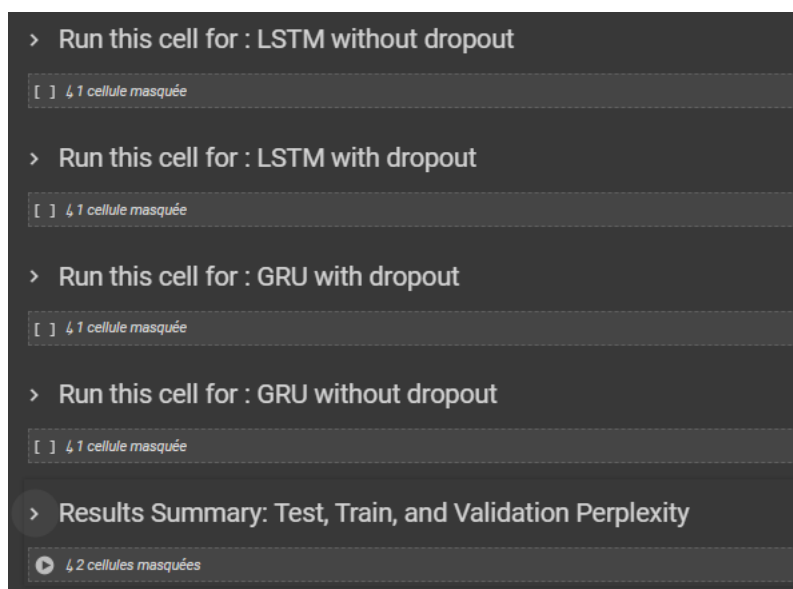 Run this cell for : LSTM without dropout
[ ] ↳ 1 cellule masquée
Run this cell for : LSTM with dropout
[ ] ↳ 1 cellule masquée
Run this cell for : GRU with dropout
[ ] ↳ 1 cellule masquée
Run this cell for : GRU without dropout
[ ] ↳ 1 cellule masquée
Results Summary: Test, Train, and Validation Perplexity
↳ 2 cellules masquées